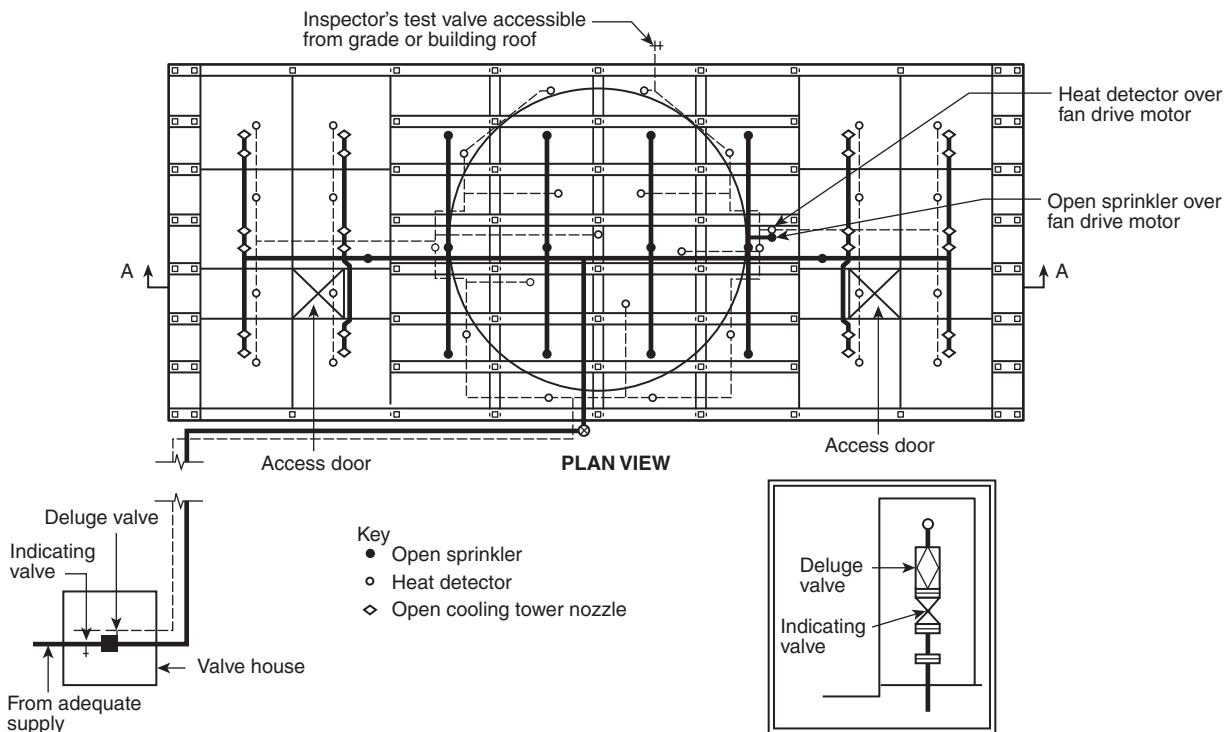 Inspector's test valve accessible
from grade or building roof
Heat detector over
fan drive motor
Open sprinkler over
fan drive motor
A
A
Access door
PLAN VIEW
Access door
Deluge valve
Indicating
valve
Valve house
From adequate
supply
Key
Open sprinkler
Heat detector
Open cooling tower nozzle
Deluge
valve
Indicating
valve